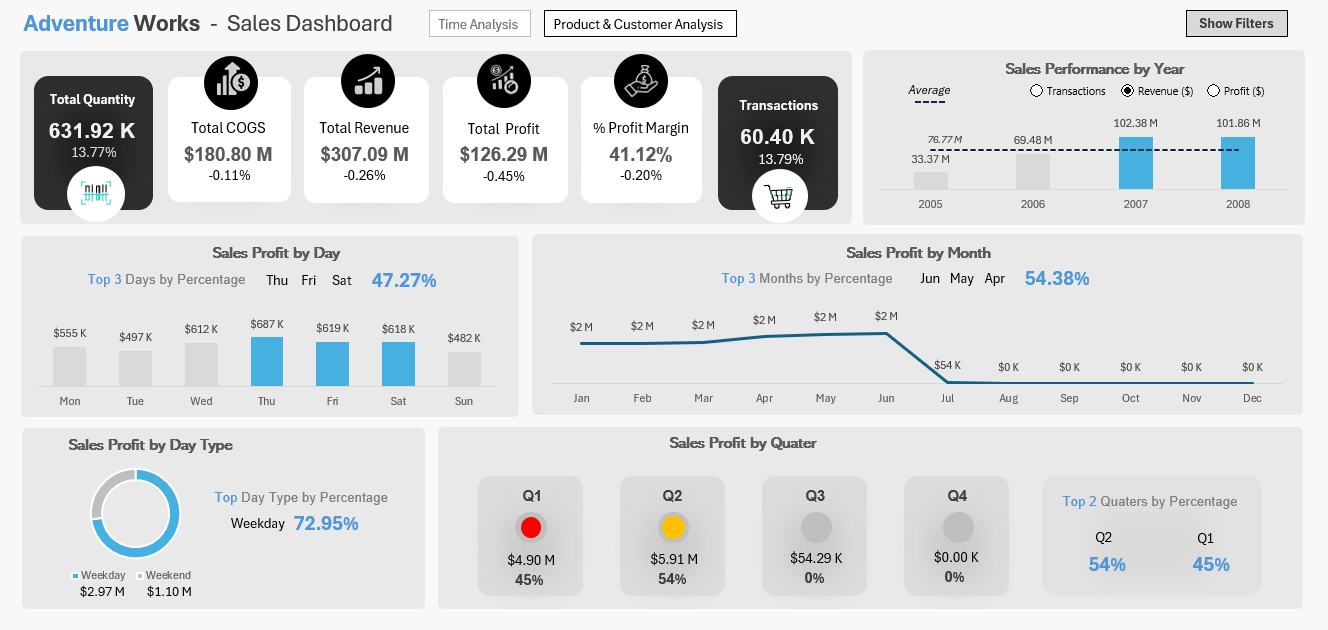 Adventure Works - Sales Dashboard
Time Analysis
Product & Customer Analysis
Show Filters
Total Quantity
631.92 K
13.77%
Total COGS
$180.80 M
-0.11%
Total Revenue
$307.09 M
-0.26%
Total Profit
$126.29 M
-0.45%
% Profit Margin
41.12%
-0.20%
Transactions
60.40 K
13.79%
Sales Performance by Year
Average
Transactions Revenue ($) Profit ($)
76.77 M
33.37 M
69.48 M
102.38 M
101.86 M
2005 2006 2007 2008
Sales Profit by Day
Top 3 Days by Percentage Thu Fri Sat 47.27%
$555 K $497 K $612 K $687 K $619 K $618 K $482 K
Mon Tue Wed Thu Fri Sat Sun
Sales Profit by Month
Top 3 Months by Percentage Jun May Apr 54.38%
$2 M $2 M $2 M $2 M $2 M $2 M $54 K $0 K $0 K $0 K $0 K $0 K
Jan Feb Mar Apr May Jun Jul Aug Sep Oct Nov Dec
Sales Profit by Day Type
Top Day Type by Percentage
Weekday 72.95%
Weekday Weekend
$2.97 M $1.10 M
Sales Profit by Quater
Q1
$4.90 M
45%
Q2
$5.91 M
54%
Q3
$54.29 K
0%
Q4
$0.00 K
0%
Top 2 Quaters by Percentage
Q2 Q1
54% 45%